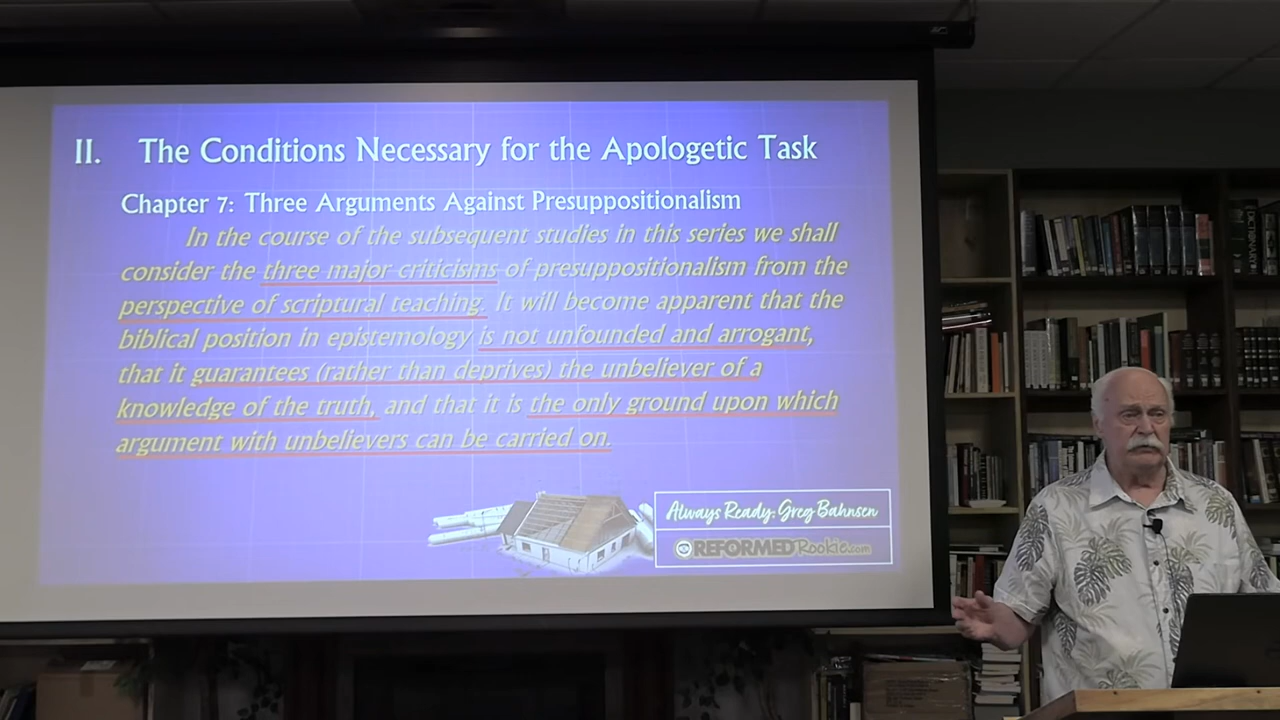 II. The Conditions Necessary for the Apologetic Task
Chapter 7: Three Arguments Against Presuppositionalism
In the course of the subsequent studies in this series we shall
consider the three major criticisms of presuppositionalism from the
perspective of scriptural teaching. It will become apparent that the
biblical position in epistemology is not unfounded and arrogant,
that it guarantees (rather than deprives) the unbeliever of a
knowledge of the truth, and that it is the only ground upon which
argument with unbelievers can be carried on.
Always Ready: Greg Bahnsen
REFORMEDRookie.com
DICTIONARY